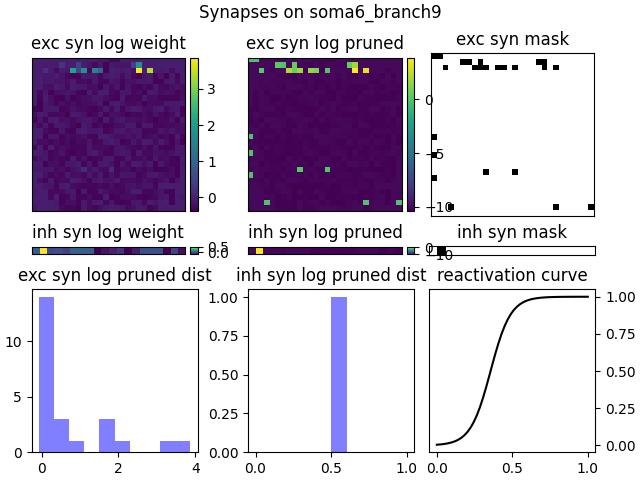 Synapses on soma6_branch9
exc syn log weight
exc syn log pruned
exc syn mask
3
2
1
0
0
−5
−10
inh syn log weight
inh syn log pruned
inh syn mask
0.5
0.0
0
−10
exc syn log pruned dist
inh syn log pruned dist
reactivation curve
10
5
0
0 2 4
1.00
0.75
0.50
0.25
0.00
0.0 0.5 1.0
1.00
0.75
0.50
0.25
0.00
0.0 0.5 1.0